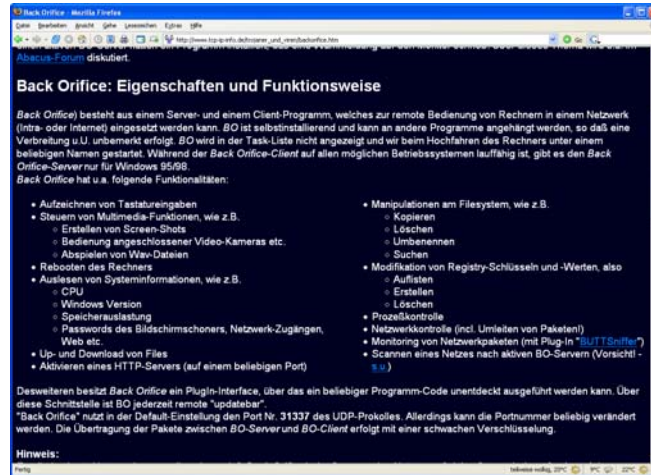 Back Orifice - Mozilla Firefox
Datei Bearbeiten Ansicht Gehe Lesezeichen Extras Hilfe
Abacus-Forum diskutiert.
Back Orifice: Eigenschaften und Funktionsweise
Back Orifice) besteht aus einem Server- und einem Client-Programm, welches zur remote Bedienung von Rechnern in einem Netzwerk
(Intra- oder Internet) eingesetzt werden kann. BO ist selbstinstallierend und kann an andere Programme angehängt werden, so daß eine
Verbreitung u.U. unbemerkt erfolgt. BO wird in der Task-Liste nicht angezeigt und wir beim Hochfahren des Rechners unter einem
beliebigen Namen gestartet. Während der Back Orifice-Client auf allen möglichen Betriebssystemen lauffähig ist, gibt es den Back
Orifice-Server nur für Windows 95/98.
Back Orifice hat u.a. folgende Funktionalitäten:
Aufzeichnen von Tastatureingaben
Steuern von Multimedia-Funktionen, wie z.B.
Erstellen von Screen-Shots
Bedienung angeschlossener Video-Kameras etc.
Abspielen von Wav-Dateien
Rebooten des Rechners
Auslesen von Systeminformationen, wie z.B.
CPU
Windows Version
Speicherauslastung
Passwords des Bildschirmschoners, Netzwerk-Zugängen,
Web etc.
Up- und Download von Files
Aktivieren eines HTTP-Servers (auf einem beliebigen Port)
Manipulationen am Filesystem, wie z.B.
Kopieren
Löschen
Umbenennen
Suchen
Modifikation von Registry-Schlüsseln und -Werten, also
Auflisten
Erstellen
Löschen
Prozeßkontrolle
Netzwerkkontrolle (incl. Umleiten von Paketen!)
Monitoring von Netzwerkpaketen (mit Plug-In "BUTTSniffer")
Scannen eines Netzes nach aktiven BO-Servern (Vorsicht! -
s.u.)
Desweiteren besitzt Back Orifice ein PlugIn-Interface, über das ein beliebiger Programm-Code unentdeckt ausgeführt werden kann. Über
diese Schnittstelle ist BO jederzeit remote "updatebar".
"Back Orifice" nutzt in der Default-Einstellung den Port Nr. 31337 des UDP-Prokolles. Allerdings kann die Portnummer beliebig verändert
werden. Die Übertragung der Pakete zwischen BO-Server und BO-Client erfolgt mit einer schwachen Verschlüsselung.
Hinweis:
Fertig